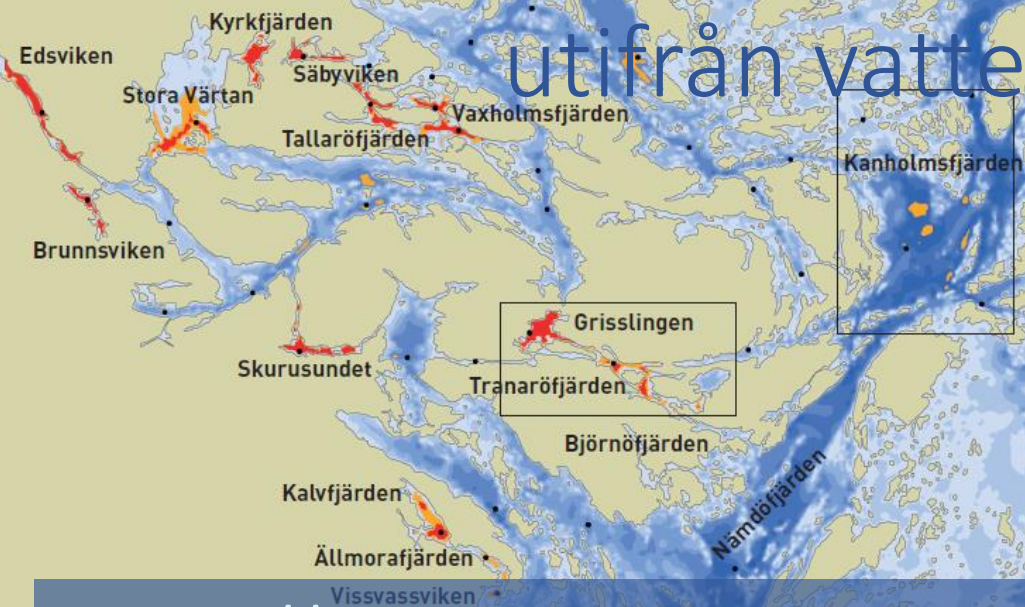 utifrån vatte
Kyrkfjärden
Edsviken
Säbyviken
Stora Värtan
Vaxholmsfjärden
Tallaröfjärden
Kanholmsfjärden
Brunnsviken
Grisslingen
Skurusundet
Tranaröfjärden
Björnöfjärden
Nämdöfjärden
Kalvfjärden
Ällmorafjärden
Vissvassviken